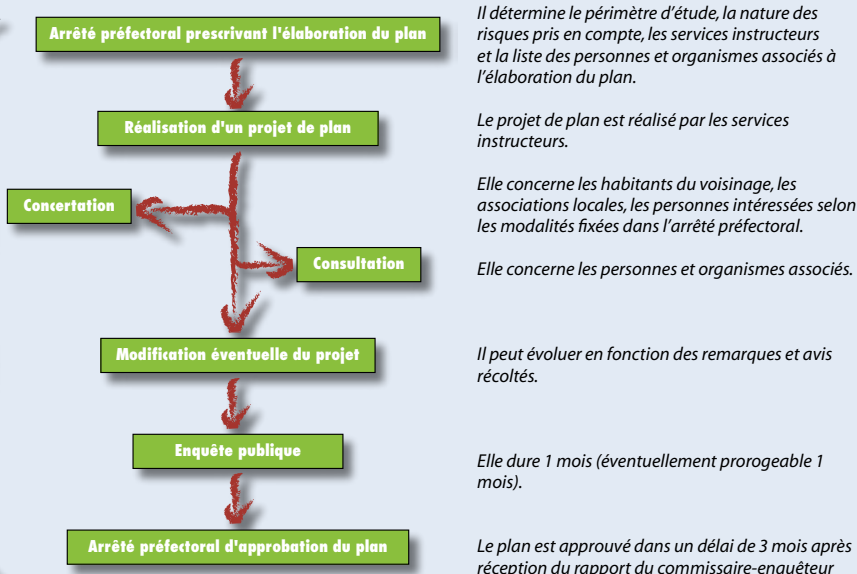 Arrêté préfectoral prescrivant l'élaboration du plan
Il détermine le périmètre d'étude, la nature des
risques pris en compte, les services instructeurs
et la liste des personnes et organismes associés à
l'élaboration du plan.
Réalisation d'un projet de plan
Le projet de plan est réalisé par les services
instructeurs.
Concertation
Elle concerne les habitants du voisinage, les
associations locales, les personnes intéressées selon
les modalités fixées dans l'arrêté préfectoral.
Consultation
Elle concerne les personnes et organismes associés.
Modification éventuelle du projet
Il peut évoluer en fonction des remarques et avis
récoltés.
Enquête publique
Elle dure 1 mois (éventuellement prorogeable 1
mois).
Arrêté préfectoral d'approbation du plan
Le plan est approuvé dans un délai de 3 mois après
réception du rapport du commissaire-enquêteur